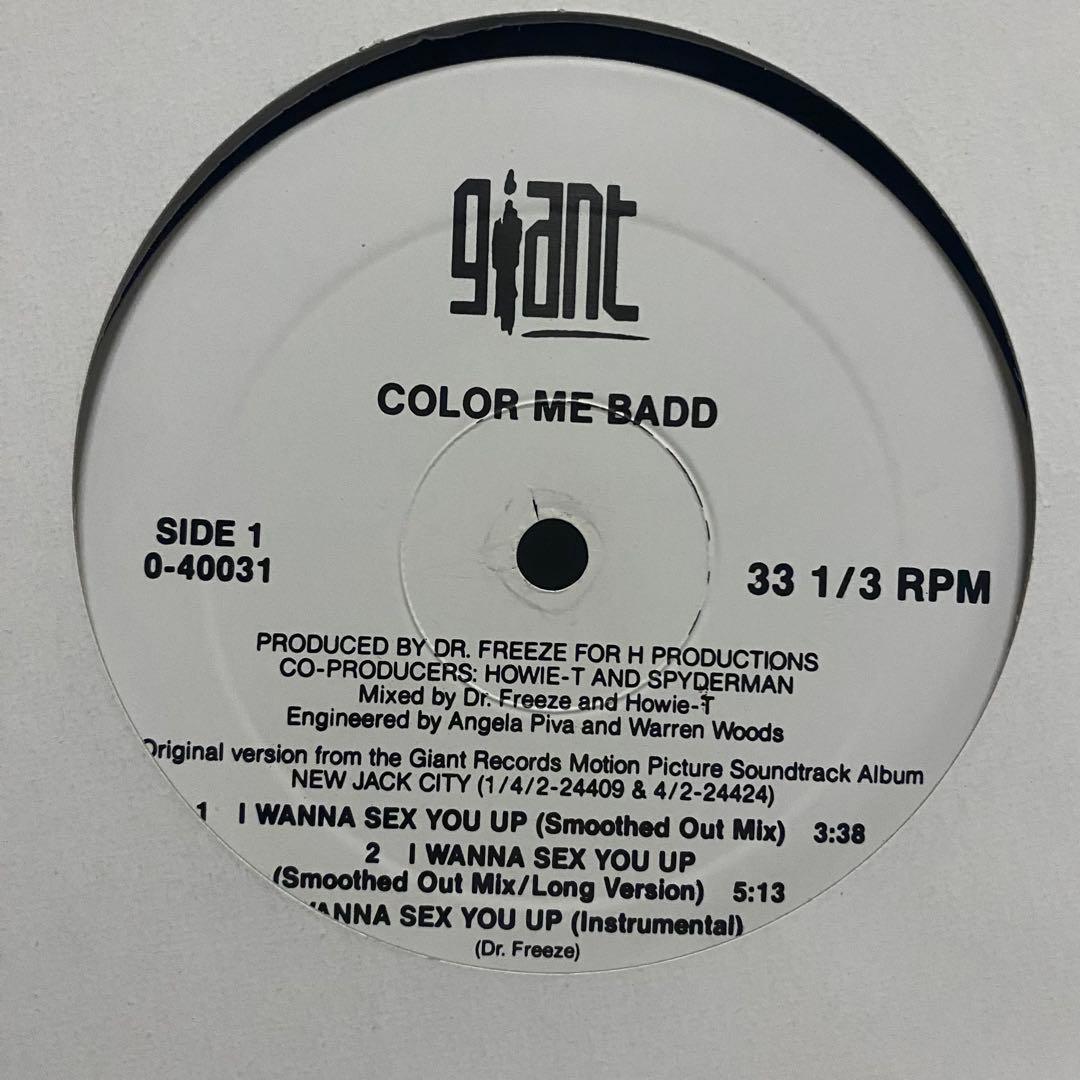 giant
COLOR ME BADD
SIDE 1
0-40031
33 1/3 RPM
PRODUCED BY DR. FREEZE FOR H PRODUCTIONS
CO-PRODUCERS: HOWIE-T AND SPYDERMAN
Mixed by Dr. Freeze and Howie-T
Engineered by Angela Piva and Warren Woods
Original version from the Giant Records Motion Picture Soundtrack Album
NEW JACK CITY (1/4/2-24409 & 4/2-24424)
1 I WANNA SEX YOU UP (Smoothed Out Mix) 3:38
2 I WANNA SEX YOU UP
(Smoothed Out Mix/Long Version) 5:13
SEX YOU UP (Instrumental)
(Dr. Freeze)